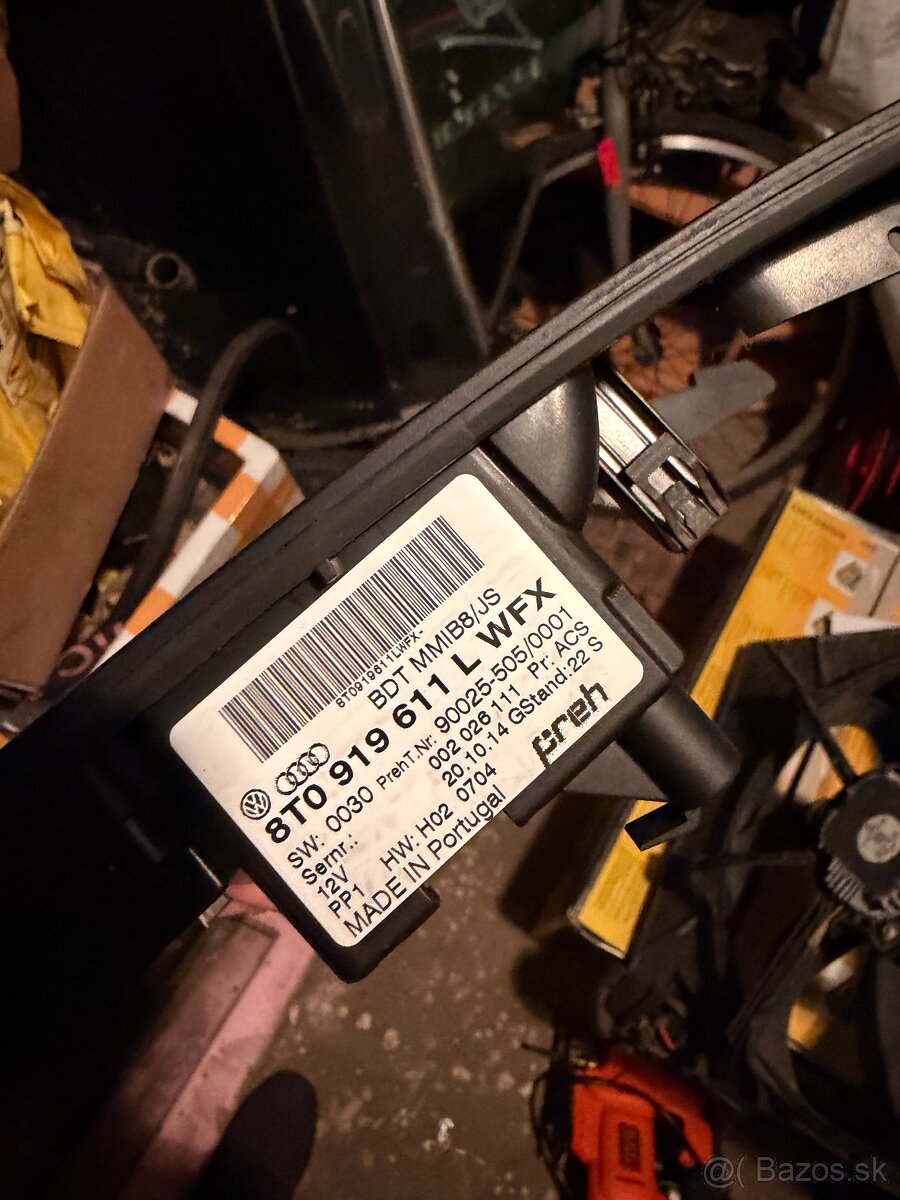 8T0919611LWFX-
BDT MMIB8/JS
8T0 919 611 L WFX
SW: 0030 PrehT.Nr: 90025-505/0001
Sernr.: 002 026 111 Pr: ACS
12V 20.10.14 GStand:22 S
PP1 HW: H02 0704
MADE IN Portugal
preh
@( Bazos.sk